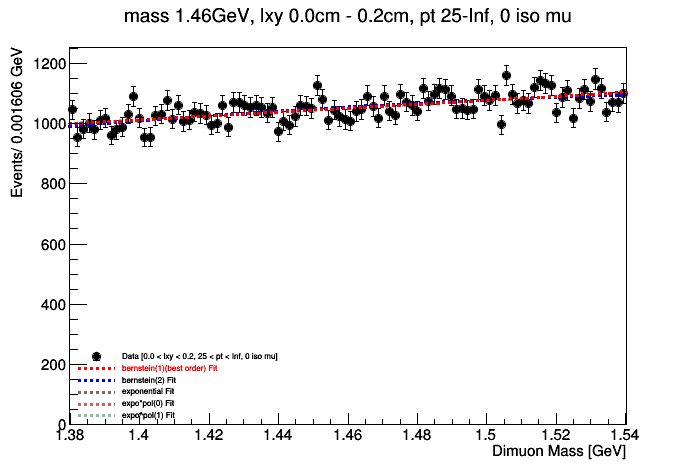 mass 1.46GeV, lxy 0.0cm - 0.2cm, pt 25-Inf, 0 iso mu
Events/ 0.001606 GeV
1200
1000
800
600
400
200
0
Data [0.0 < lxy < 0.2, 25 < pt < Inf, 0 iso mu]
bernstein(1)(best order) Fit
bernstein(2) Fit
exponential Fit
expo*pol(0) Fit
expo*pol(1) Fit
1.38 1.4 1.42 1.44 1.46 1.48 1.5 1.52 1.54
Dimuon Mass [GeV]